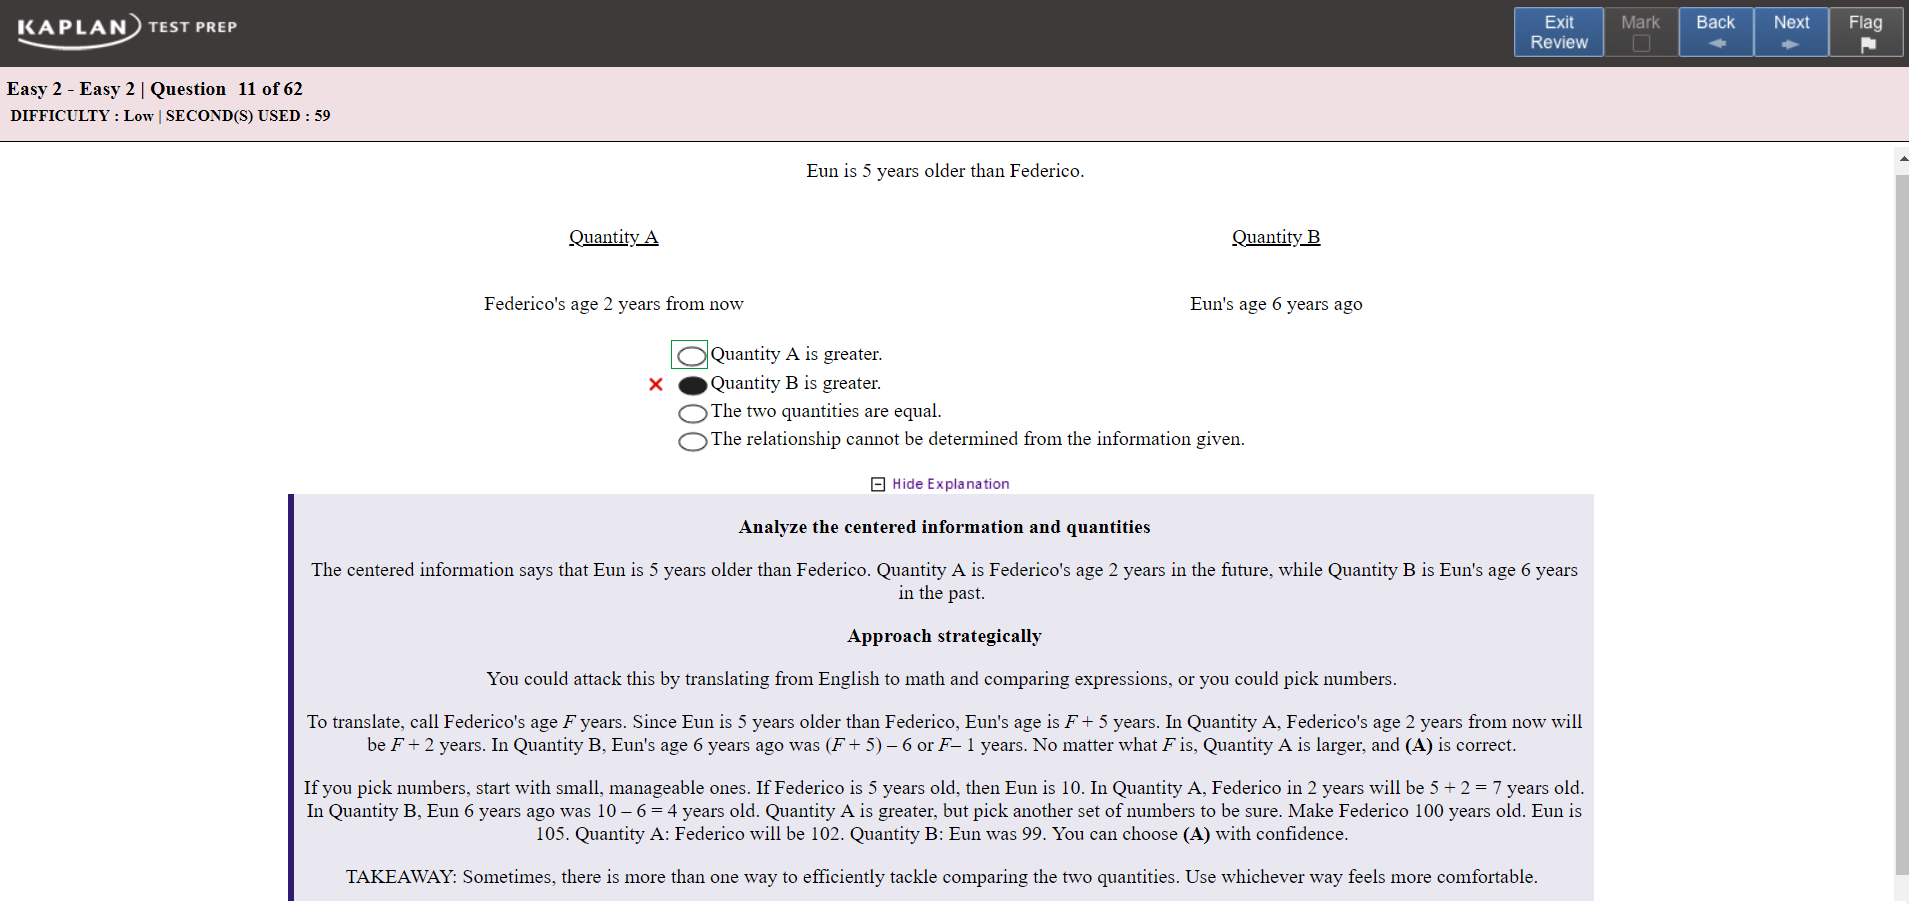 KAPLAN TEST PREP
Exit Review
Mark
Back
Next
Flag
Easy 2 - Easy 2 | Question 11 of 62
DIFFICULTY : Low | SECOND(S) USED : 59
Eun is 5 years older than Federico.
Quantity A
Quantity B
Federico's age 2 years from now
Eun's age 6 years ago
Quantity A is greater.
Quantity B is greater.
The two quantities are equal.
The relationship cannot be determined from the information given.
Hide Explanation
Analyze the centered information and quantities
The centered information says that Eun is 5 years older than Federico. Quantity A is Federico's age 2 years in the future, while Quantity B is Eun's age 6 years
in the past.
Approach strategically
You could attack this by translating from English to math and comparing expressions, or you could pick numbers.
To translate, call Federico's age F years. Since Eun is 5 years older than Federico, Eun's age is F + 5 years. In Quantity A, Federico's age 2 years from now will
be F + 2 years. In Quantity B, Eun's age 6 years ago was (F + 5) – 6 or F– 1 years. No matter what F is, Quantity A is larger, and (A) is correct.
If you pick numbers, start with small, manageable ones. If Federico is 5 years old, then Eun is 10. In Quantity A, Federico in 2 years will be 5 + 2 = 7 years old.
In Quantity B, Eun 6 years ago was 10 – 6 = 4 years old. Quantity A is greater, but pick another set of numbers to be sure. Make Federico 100 years old. Eun is
105. Quantity A: Federico will be 102. Quantity B: Eun was 99. You can choose (A) with confidence.
TAKEAWAY: Sometimes, there is more than one way to efficiently tackle comparing the two quantities. Use whichever way feels more comfortable.